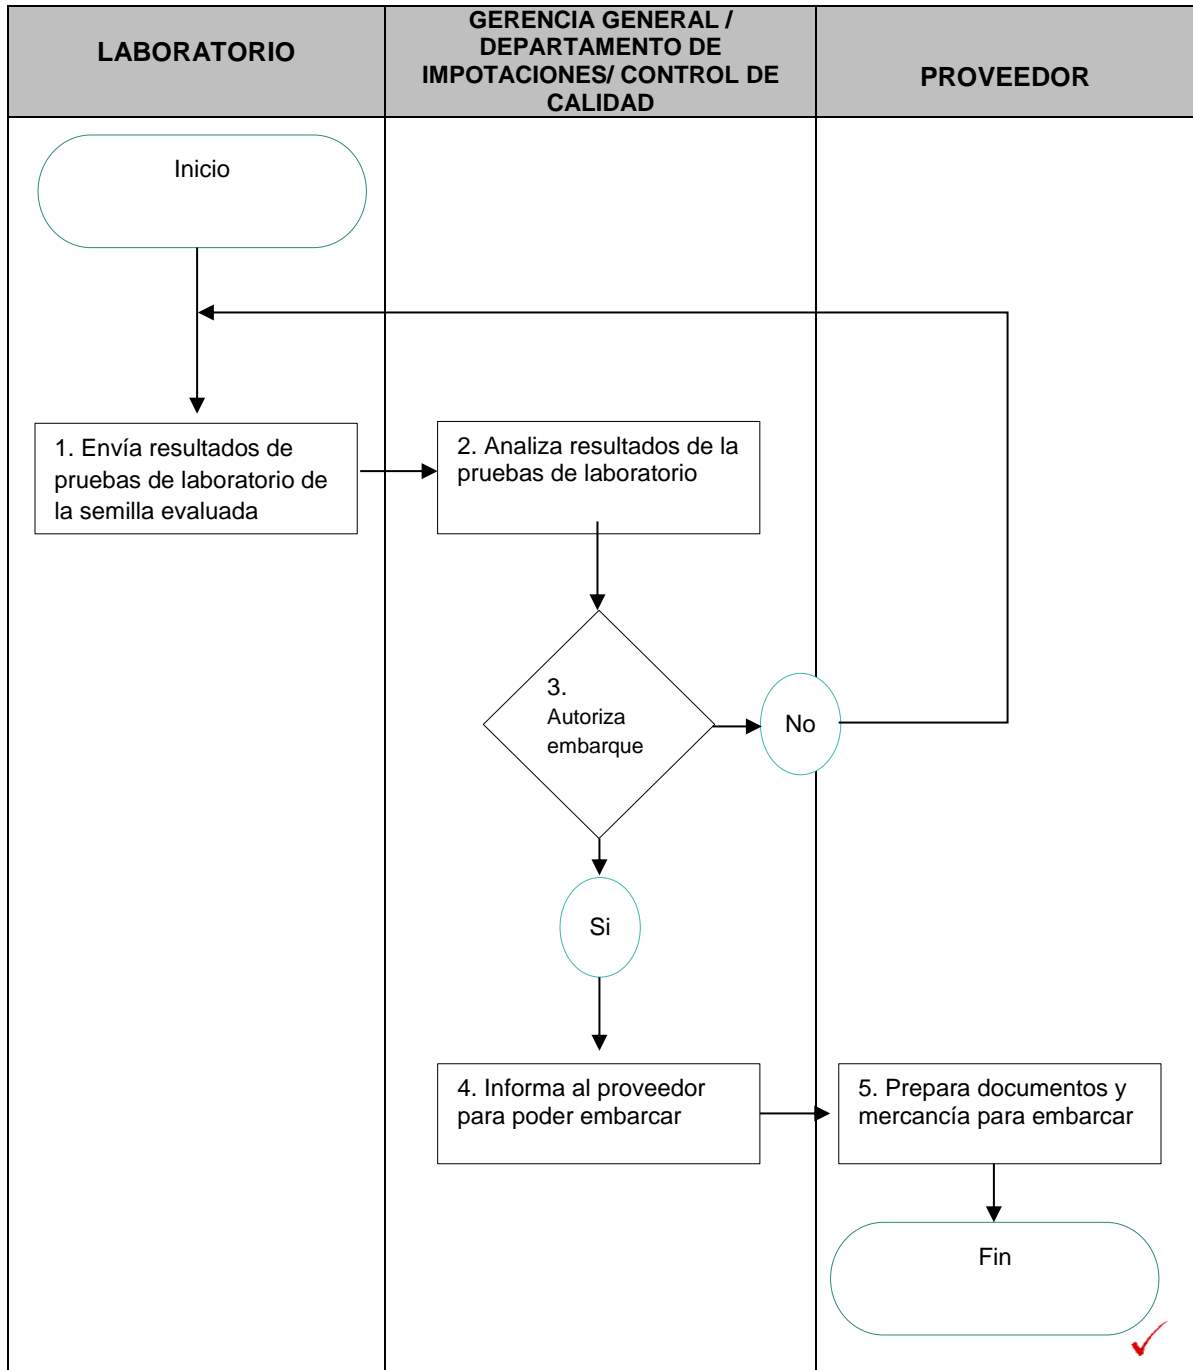 LABORATORIO
GERENCIA GENERAL /
DEPARTAMENTO DE
IMPOTACIONES/ CONTROL DE
CALIDAD
PROVEEDOR
Inicio
1. Envía resultados de
pruebas de laboratorio de
la semilla evaluada
2. Analiza resultados de la
pruebas de laboratorio
3.
Autoriza
embarque
No
Si
4. Informa al proveedor
para poder embarcar
5. Prepara documentos y
mercancía para embarcar
Fin